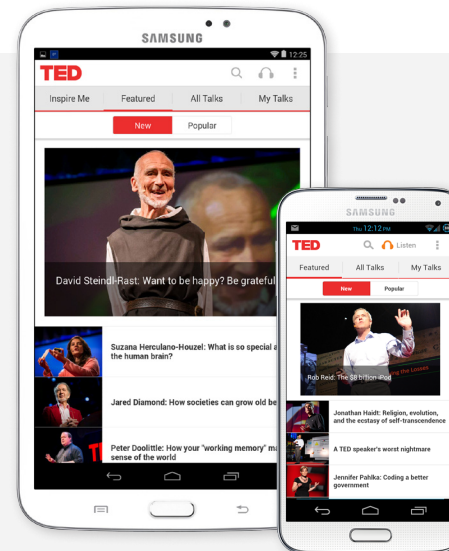 SAMSUNG
12:25
TED
Inspire Me Featured All Talks My Talks
New Popular
David Steindl-Rast: Want to be happy? Be grateful
Suzana Herculano-Houzel: What is so special a
the human brain?
Jared Diamond: How societies can grow old be
Peter Doolittle: How your "working memory" ma
sense of the world
SAMSUNG
Thu 12:12 PM
TED Listen
Featured All Talks My Talks
New Popular
Rob Reid: The $8 billion iPod
ing the Losses
Jonathan Haidt: Religion, evolution,
and the ecstasy of self-transcendence
A TED speaker's worst nightmare
Jennifer Pahlka: Coding a better
government